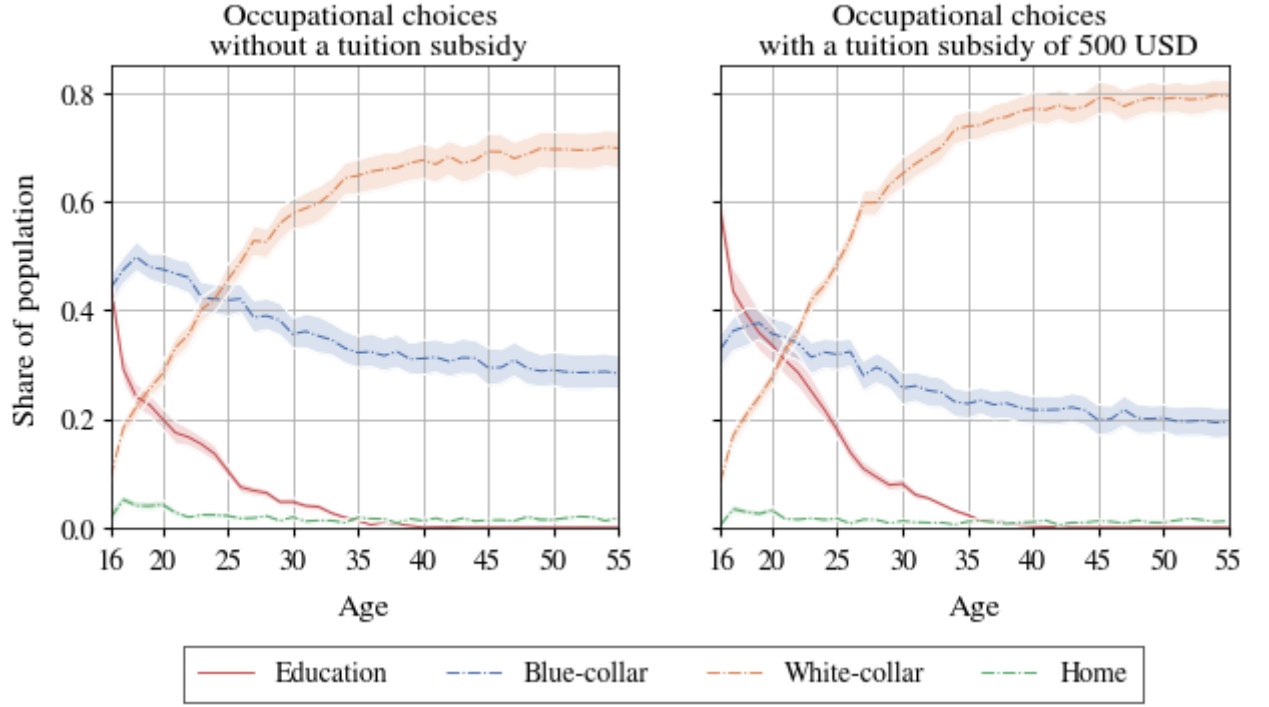 Occupational choices
without a tuition subsidy
Occupational choices
with a tuition subsidy of 500 USD
Share of population
0.8
0.6
0.4
0.2
0.0
16 20 25 30 35 40 45 50 55
16 20 25 30 35 40 45 50 55
Age
Age
Education Blue-collar White-collar Home